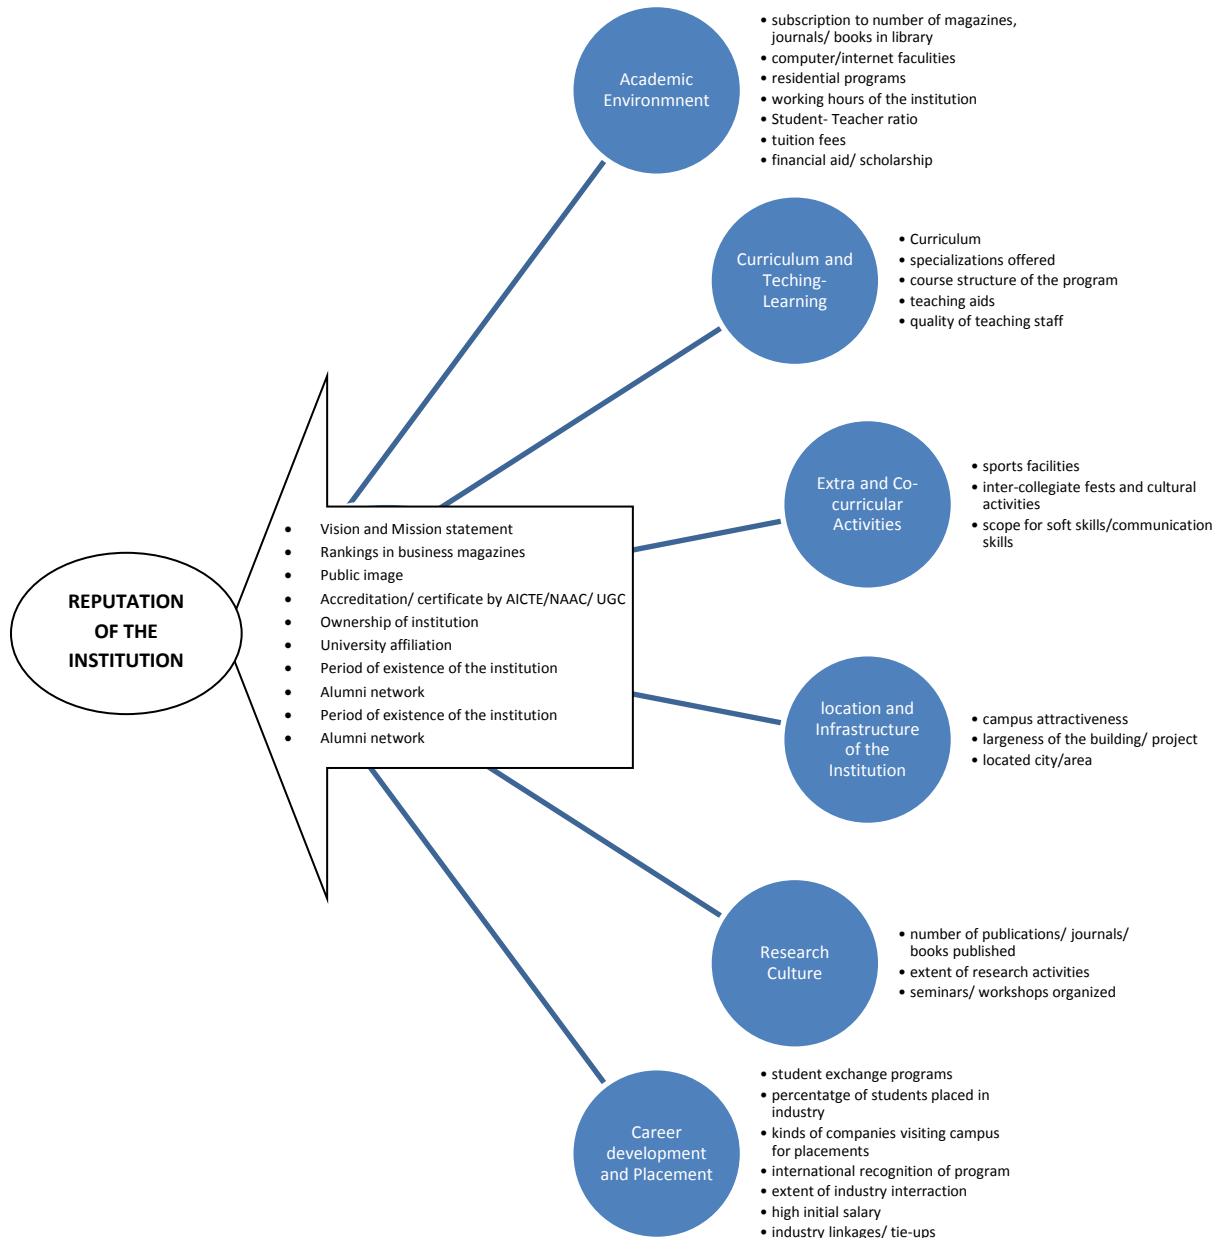 Academic
Environmnent
• subscription to number of magazines,
journals/ books in library
• computer/internet faculities
• residential programs
• working hours of the institution
• Student- Teacher ratio
• tuition fees
• financial aid/ scholarship
Curriculum and
Teching-
Learning
• Curriculum
• specializations offered
• course structure of the program
• teaching aids
• quality of teaching staff
Extra and Co-
curricular
Activities
• sports facilities
• inter-collegiate fests and cultural
activities
• scope for soft skills/communication
skills
REPUTATION
OF THE
INSTITUTION
• Vision and Mission statement
• Rankings in business magazines
• Public image
• Accreditation/ certificate by AICTE/NAAC/ UGC
• Ownership of institution
• University affiliation
• Period of existence of the institution
• Alumni network
• Period of existence of the institution
• Alumni network
location and
Infrastructure
of the
Institution
• campus attractiveness
• largeness of the building/ project
• located city/area
Research
Culture
• number of publications/ journals/
books published
• extent of research activities
• seminars/ workshops organized
Career
development
and Placement
• student exchange programs
• percentatge of students placed in
industry
• kinds of companies visiting campus
for placements
• international recognition of program
• extent of industry interraction
• high initial salary
• industry linkages/ tie-ups